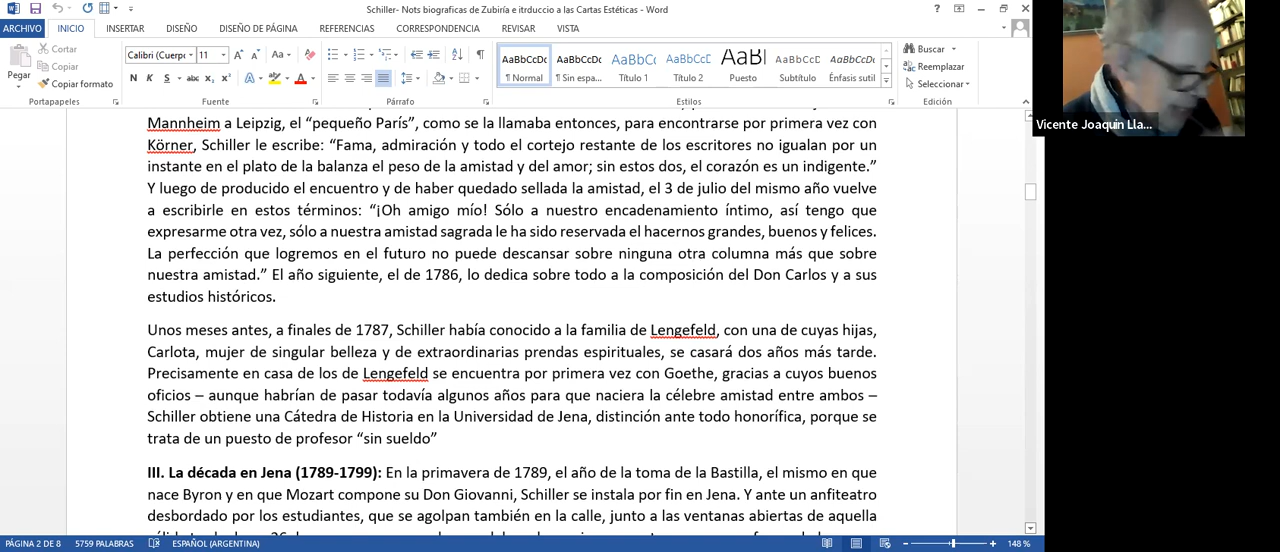 Schiller- Nots biograficas de Zubiría e itrduccio a las Cartas Estéticas - Word
ARCHIVO INICIO INSERTAR DISEÑO DISEÑO DE PÁGINA REFERENCIAS CORRESPONDENCIA REVISAR VISTA
Pegar
Cortar
Copiar
Copiar formato
Portapapeles
Calibri (Cuerpo 11
Fuente
Párrafo
AaBbCcDc AaBbCcDc AaBbCc AaBbCcD AaBl AaBbCcD AaBbCcDc
¶ Normal ¶ Sin espa... Título 1 Título 2 Puesto Subtítulo Énfasis sutil
Estilos
Buscar
Reemplazar
Seleccionar
Edición
Mannheim a Leipzig, el “pequeño París”, como se la llamaba entonces, para encontrarse por primera vez con
Körner, Schiller le escribe: “Fama, admiración y todo el cortejo restante de los escritores no igualan por un
instante en el plato de la balanza el peso de la amistad y del amor; sin estos dos, el corazón es un indigente.”
Y luego de producido el encuentro y de haber quedado sellada la amistad, el 3 de julio del mismo año vuelve
a escribirle en estos términos: “¡Oh amigo mío! Sólo a nuestro encadenamiento íntimo, así tengo que
expresarme otra vez, sólo a nuestra amistad sagrada le ha sido reservada el hacernos grandes, buenos y felices.
La perfección que logremos en el futuro no puede descansar sobre ninguna otra columna más que sobre
nuestra amistad.” El año siguiente, el de 1786, lo dedica sobre todo a la composición del Don Carlos y a sus
estudios históricos.
Unos meses antes, a finales de 1787, Schiller había conocido a la familia de Lengefeld, con una de cuyas hijas,
Carlota, mujer de singular belleza y de extraordinarias prendas espirituales, se casará dos años más tarde.
Precisamente en casa de los de Lengefeld se encuentra por primera vez con Goethe, gracias a cuyos buenos
oficios – aunque habrían de pasar todavía algunos años para que naciera la célebre amistad entre ambos –
Schiller obtiene una Cátedra de Historia en la Universidad de Jena, distinción ante todo honorífica, porque se
trata de un puesto de profesor “sin sueldo”
III. La década en Jena (1789-1799): En la primavera de 1789, el año de la toma de la Bastilla, el mismo en que
nace Byron y en que Mozart compone su Don Giovanni, Schiller se instala por fin en Jena. Y ante un anfiteatro
desbordado por los estudiantes, que se agolpan también en la calle, junto a las ventanas abiertas de aquella
PÁGINA 2 DE 8 5759 PALABRAS ESPAÑOL (ARGENTINA) 148 %
Vicente Joaquin Lla...